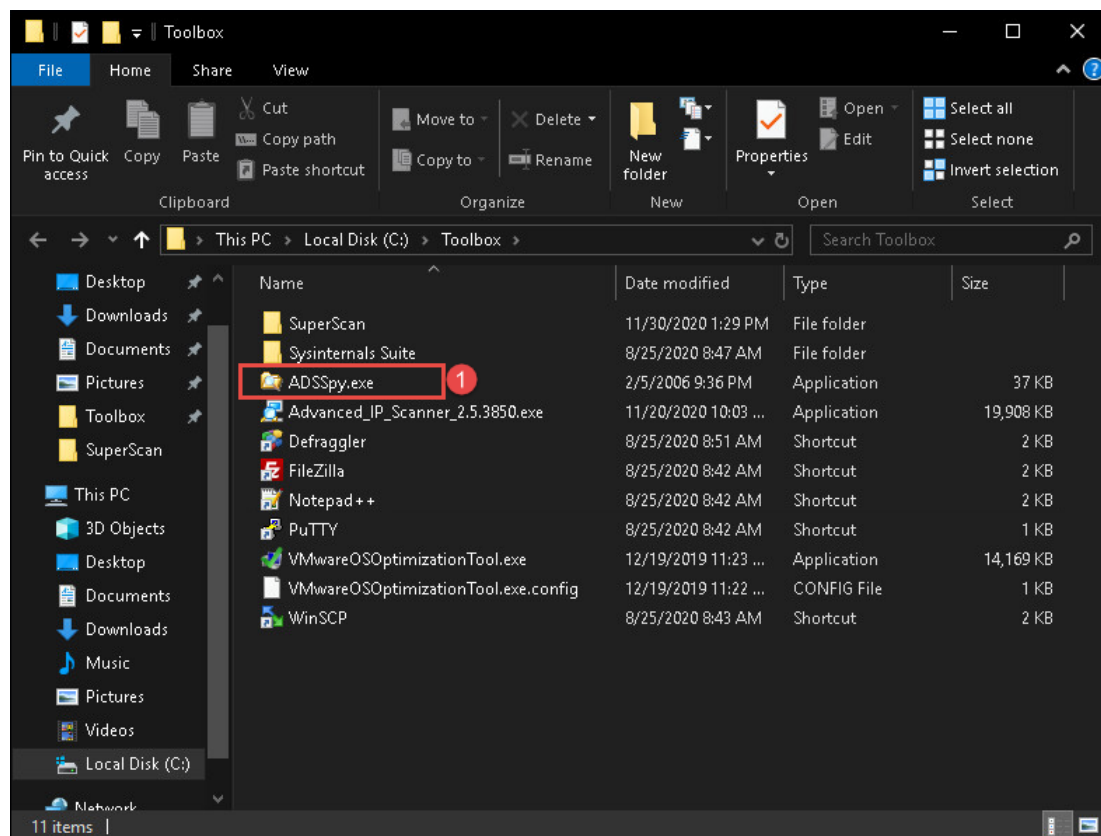 Toolbox
File Home Share View
Pin to Quick access
Copy
Paste
Cut
Copy path
Paste shortcut
Clipboard
Move to
Copy to
Delete
Rename
Organize
New folder
New
Properties
Open
Edit
Open
Select all
Select none
Invert selection
Select
This PC > Local Disk (C:) > Toolbox >
Search Toolbox
Desktop
Downloads
Documents
Pictures
Toolbox
SuperScan
This PC
3D Objects
Desktop
Documents
Downloads
Music
Pictures
Videos
Local Disk (C:)
Network
Name Date modified Type Size
SuperScan 11/30/2020 1:29 PM File folder
Sysinternals Suite 8/25/2020 8:47 AM File folder
ADSSpy.exe 1 2/5/2006 9:36 PM Application 37 KB
Advanced_IP_Scanner_2.5.3850.exe 11/20/2020 10:03 ... Application 19,908 KB
Defraggler 8/25/2020 8:51 AM Shortcut 2 KB
FileZilla 8/25/2020 8:42 AM Shortcut 2 KB
Notepad++ 8/25/2020 8:42 AM Shortcut 2 KB
PuTTY 8/25/2020 8:42 AM Shortcut 1 KB
VMwareOSOptimizationTool.exe 12/19/2019 11:23 ... Application 14,169 KB
VMwareOSOptimizationTool.exe.config 12/19/2019 11:22 ... CONFIG File 1 KB
WinSCP 8/25/2020 8:43 AM Shortcut 2 KB
11 items